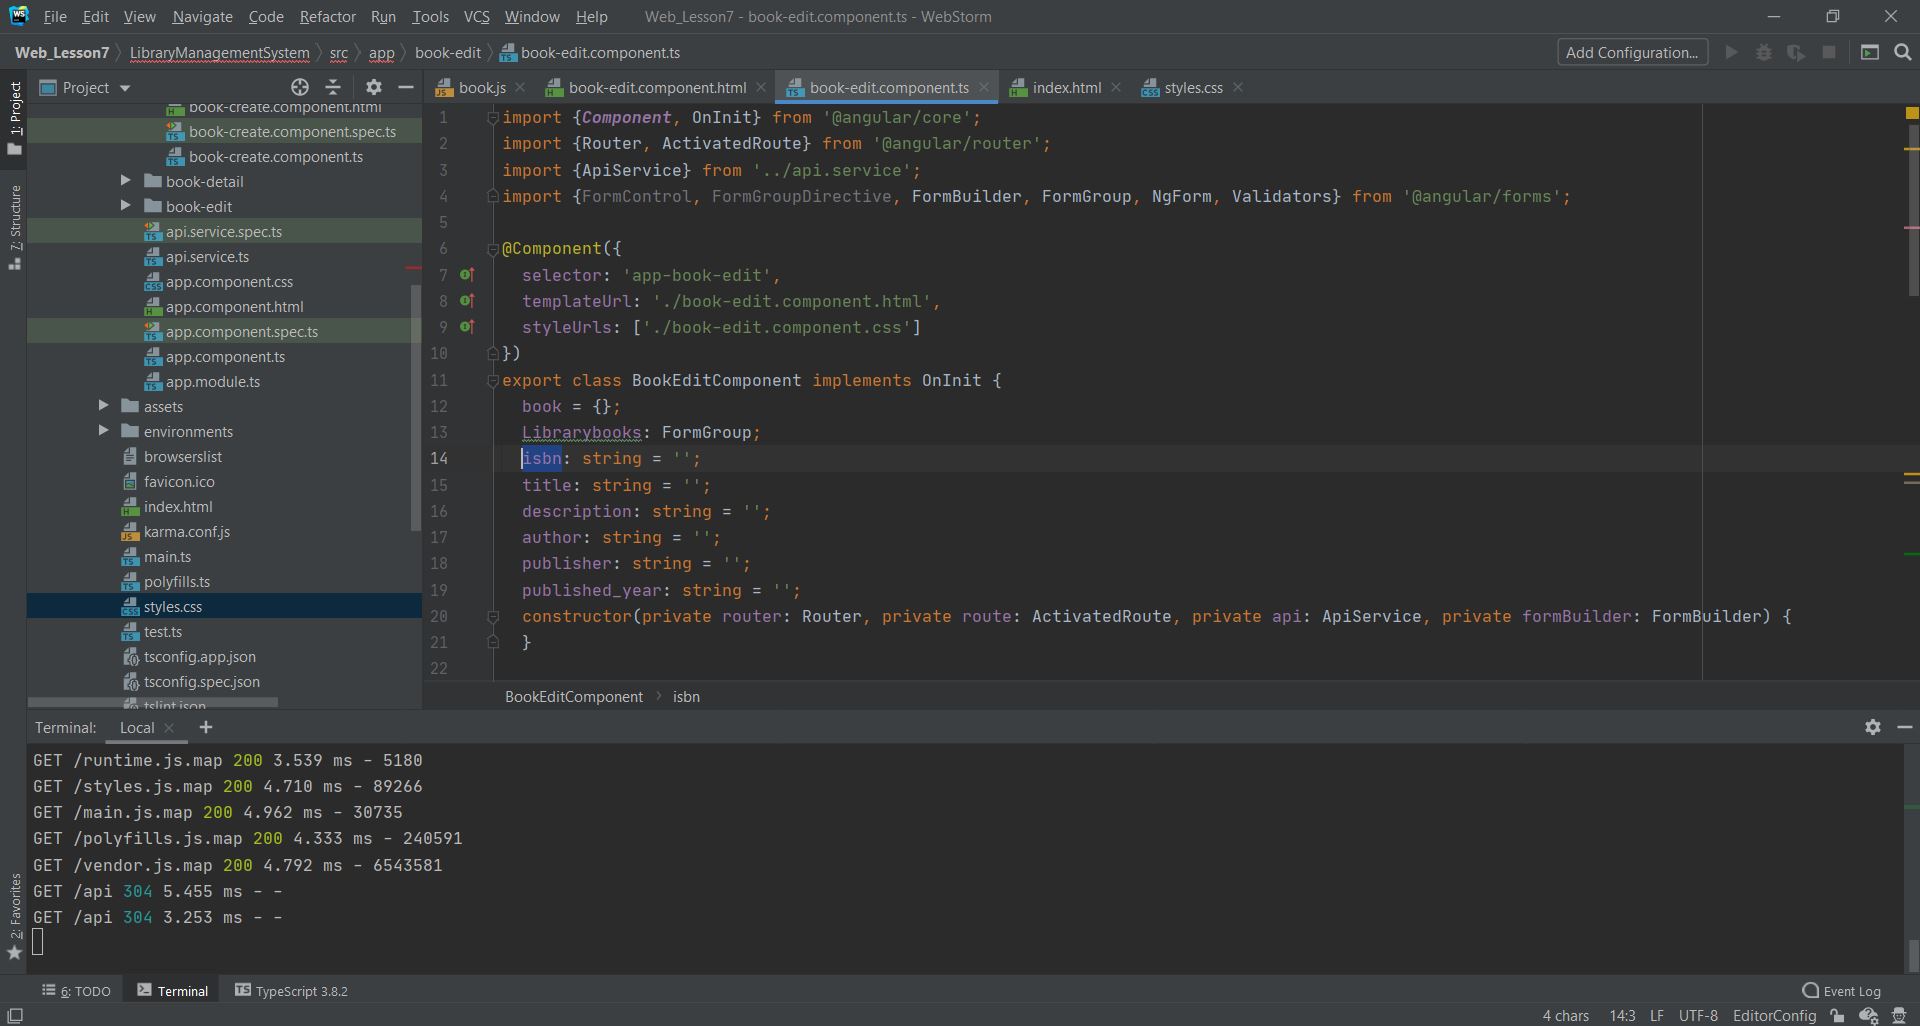 WS File Edit View Navigate Code Refactor Run Tools VCS Window Help Web_Lesson7 - book-edit.component.ts - WebStorm
Web_Lesson7 LibraryManagementSystem src app book-edit book-edit.component.ts Add Configuration...
1: Project
7: Structure
2: Favorites
Project
book-create.component.html
book-create.component.spec.ts
book-create.component.ts
book-detail
book-edit
api.service.spec.ts
api.service.ts
app.component.css
app.component.html
app.component.spec.ts
app.component.ts
app.module.ts
assets
environments
browserslist
favicon.ico
index.html
karma.conf.js
main.ts
polyfills.ts
styles.css
test.ts
tsconfig.app.json
tsconfig.spec.json
tslint.json
book.js book-edit.component.html book-edit.component.ts index.html styles.css
1 import {Component, OnInit} from '@angular/core';
2 import {Router, ActivatedRoute} from '@angular/router';
3 import {ApiService} from '../api.service';
4 import {FormControl, FormGroupDirective, FormBuilder, FormGroup, NgForm, Validators} from '@angular/forms';
5
6 @Component({
7 selector: 'app-book-edit',
8 templateUrl: './book-edit.component.html',
9 styleUrls: ['./book-edit.component.css']
10 })
11 export class BookEditComponent implements OnInit {
12 book = {};
13 Librarybooks: FormGroup;
14 isbn: string = '';
15 title: string = '';
16 description: string = '';
17 author: string = '';
18 publisher: string = '';
19 published_year: string = '';
20 constructor(private router: Router, private route: ActivatedRoute, private api: ApiService, private formBuilder: FormBuilder) {
21 }
22
BookEditComponent isbn
Terminal: Local
GET /runtime.js.map 200 3.539 ms - 5180
GET /styles.js.map 200 4.710 ms - 89266
GET /main.js.map 200 4.962 ms - 30735
GET /polyfills.js.map 200 4.333 ms - 240591
GET /vendor.js.map 200 4.792 ms - 6543581
GET /api 304 5.455 ms - -
GET /api 304 3.253 ms - -
6: TODO Terminal TypeScript 3.8.2 Event Log
4 chars 14:3 LF UTF-8 EditorConfig